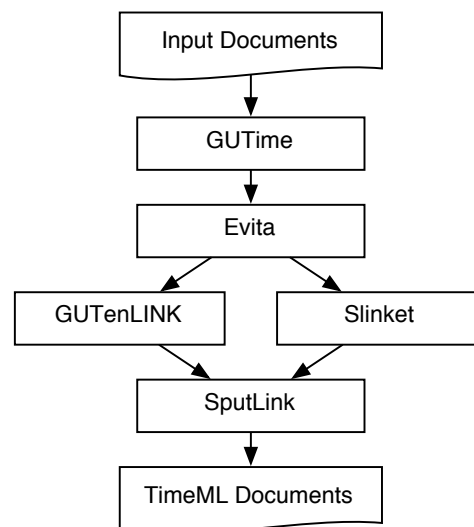 Input Documents
GUTime
Evita
GUTenLINK
Slinket
SputLink
TimeML Documents